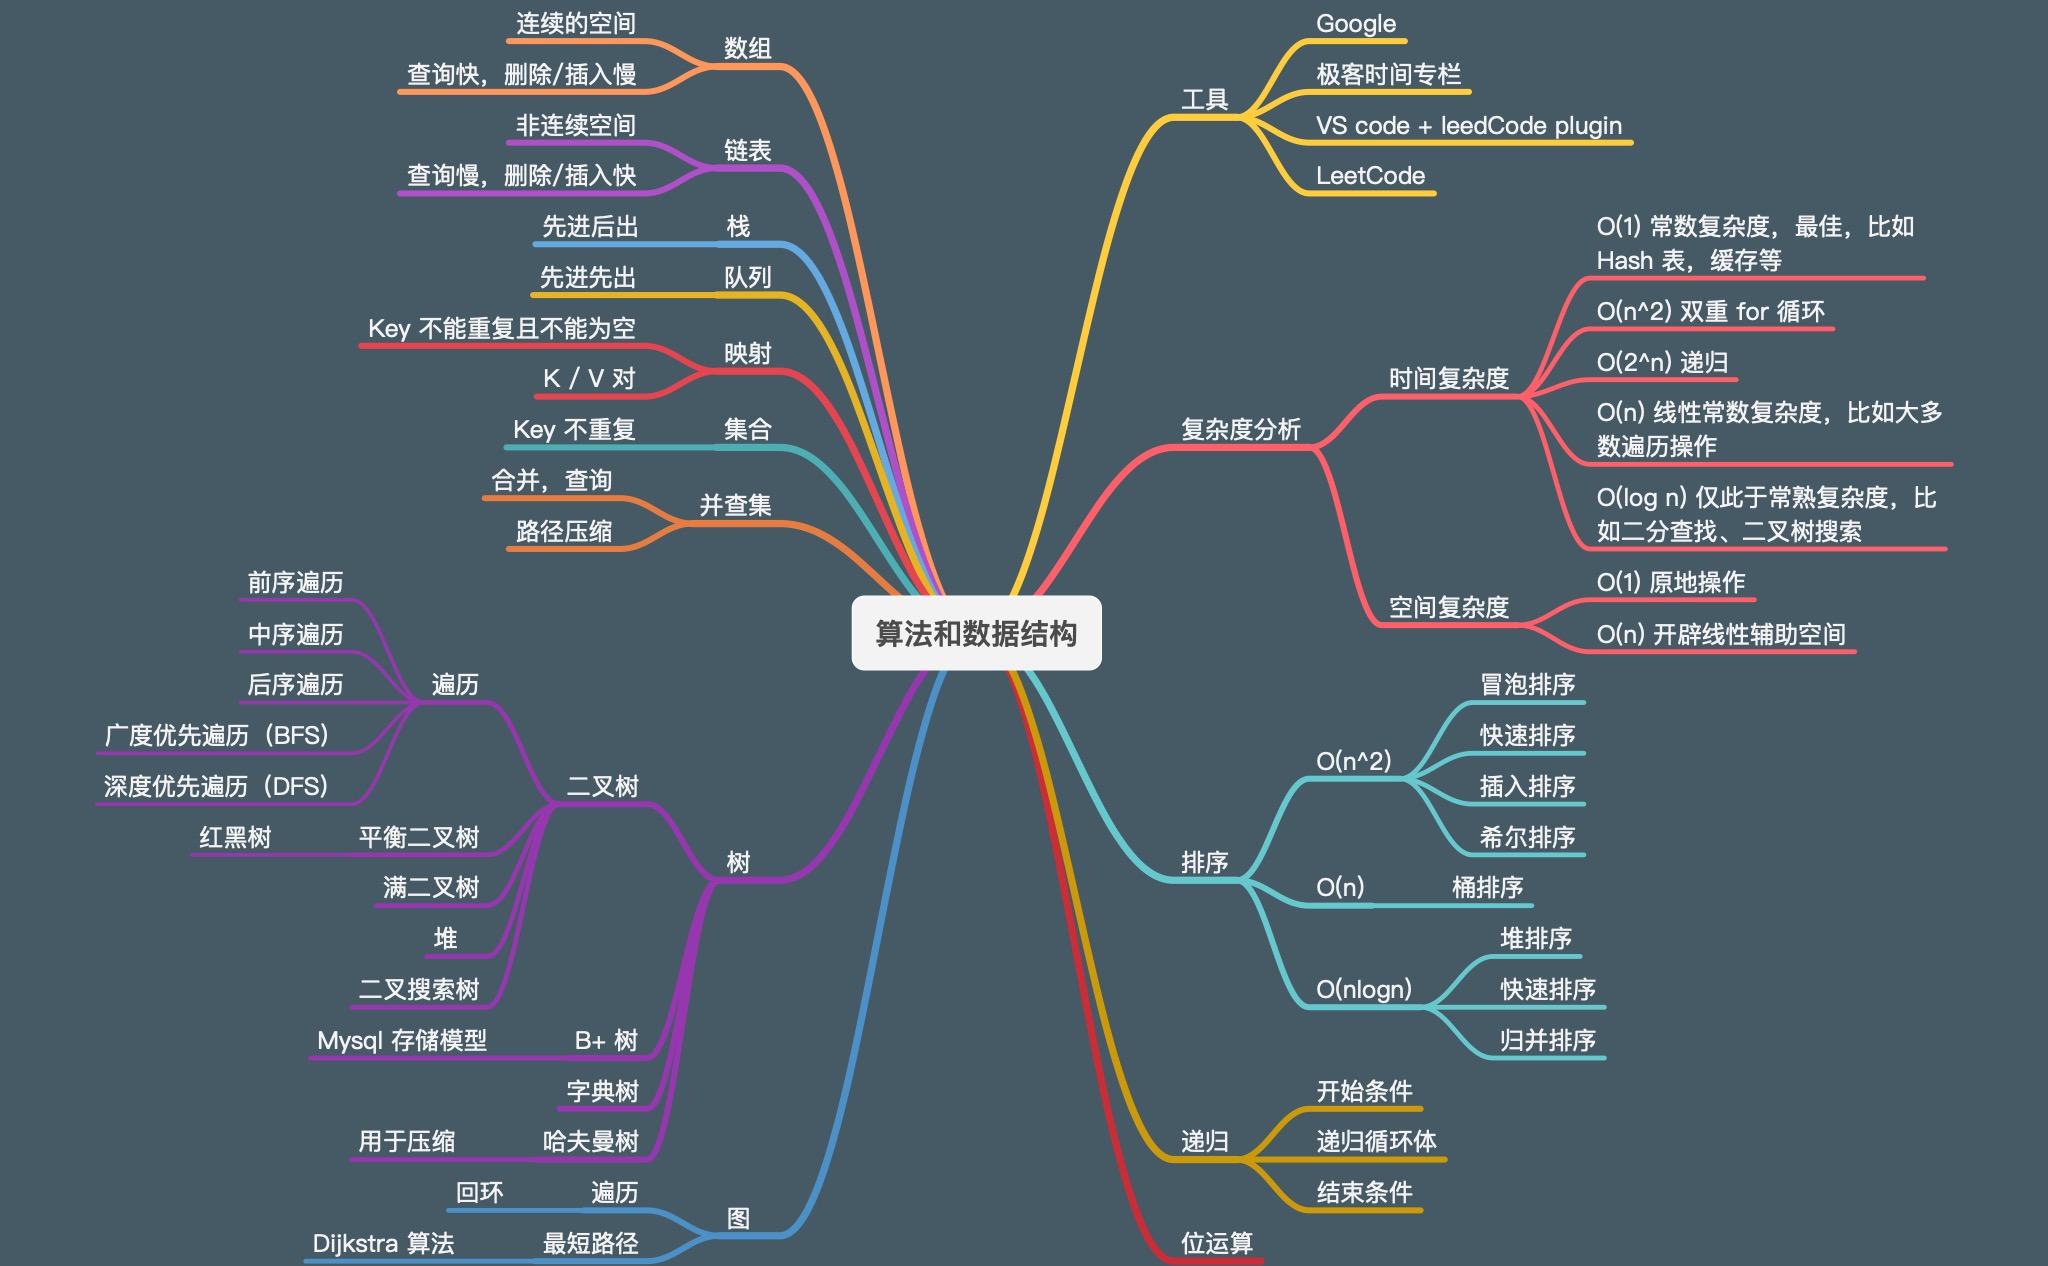 算法和数据结构
工具
Google
极客时间专栏
VS code + leedCode plugin
LeetCode
复杂度分析
时间复杂度
O(1) 常数复杂度，最佳，比如
Hash 表，缓存等
O(n^2) 双重 for 循环
O(2^n) 递归
O(n) 线性常数复杂度，比如大多
数遍历操作
O(log n) 仅此于常熟复杂度，比
如二分查找、二叉树搜索
空间复杂度
O(1) 原地操作
O(n) 开辟线性辅助空间
排序
O(n^2)
冒泡排序
快速排序
插入排序
希尔排序
O(n)
桶排序
O(nlogn)
堆排序
快速排序
归并排序
递归
开始条件
递归循环体
结束条件
位运算
数组
连续的空间
查询快，删除/插入慢
链表
非连续空间
查询慢，删除/插入快
栈
先进后出
队列
先进先出
映射
Key 不能重复且不能为空
K / V 对
集合
Key 不重复
并查集
合并，查询
路径压缩
树
二叉树
遍历
前序遍历
中序遍历
后序遍历
广度优先遍历（BFS）
深度优先遍历（DFS）
平衡二叉树
红黑树
满二叉树
堆
二叉搜索树
B+ 树
Mysql 存储模型
字典树
哈夫曼树
用于压缩
图
遍历
回环
最短路径
Dijkstra 算法